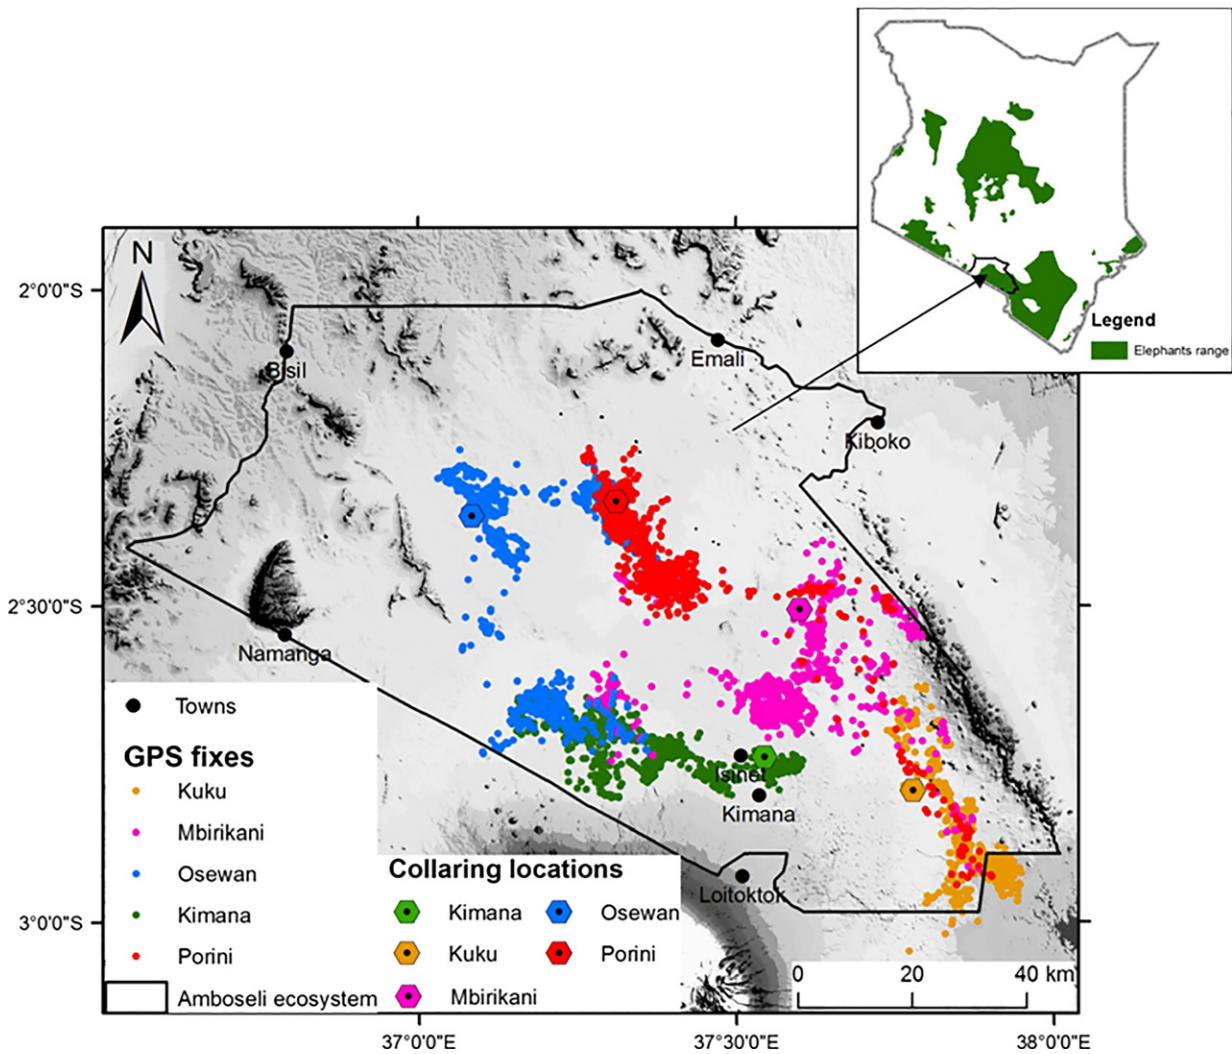 Legend
Elephants range
N
2°0'0"S
2°30'0"S
3°0'0"S
Bisil
Emali
Kiboko
Namanga
Isinet
Kimana
Loitoktok
Towns
GPS fixes
Kuku
Mbirikani
Osewan
Kimana
Porini
Amboseli ecosystem
Collaring locations
Kimana
Osewan
Kuku
Porini
Mbirikani
0 20 40 km
37°0'0"E 37°30'0"E 38°0'0"E